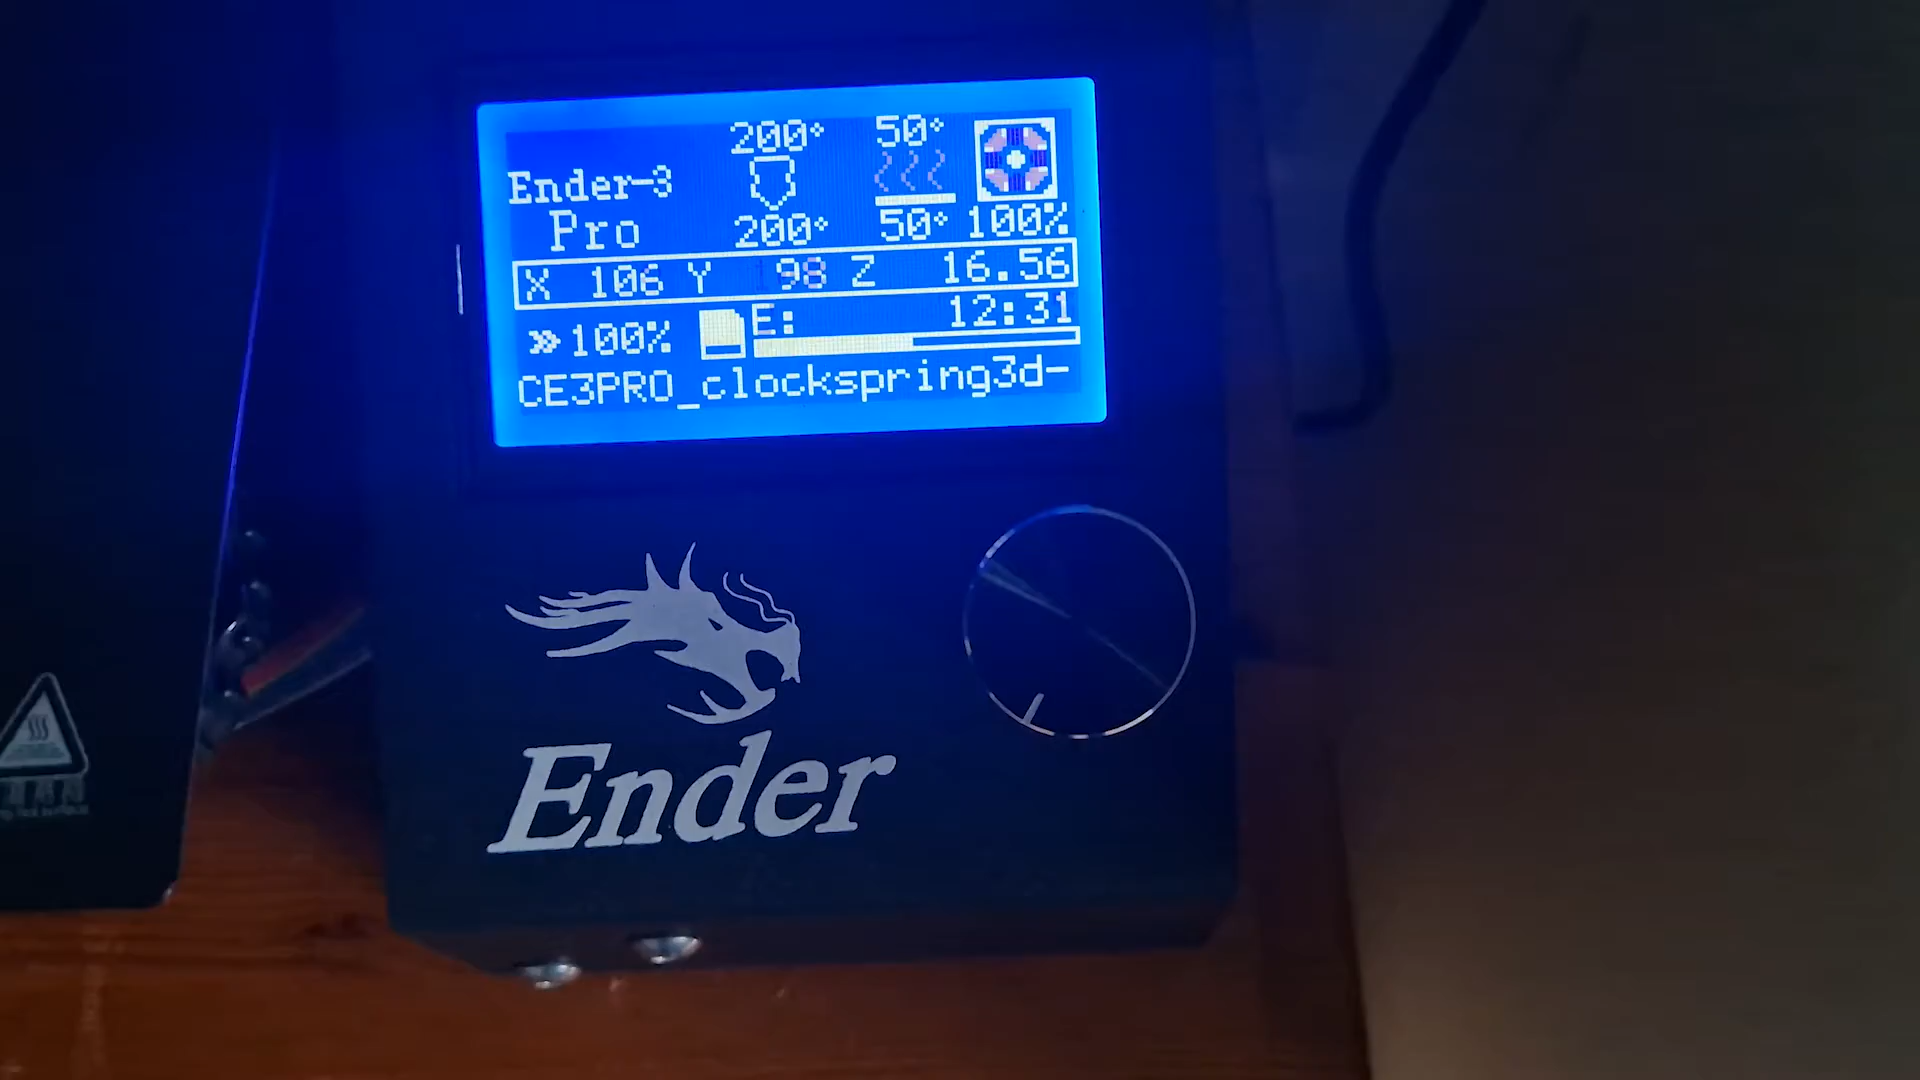 200° 50°
Ender-3
Pro 200° 50° 100%
X 106 Y 98 Z 16.56
»100% E: 12:31
CE3PRO_clockspring3d-
Ender